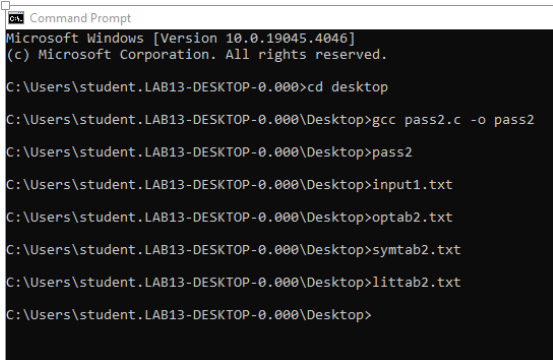 Command Prompt
Microsoft Windows [Version 10.0.19045.4046]
(c) Microsoft Corporation. All rights reserved.
C:\Users\student.LAB13-DESKTOP-0.000>cd desktop
C:\Users\student.LAB13-DESKTOP-0.000\Desktop>gcc pass2.c -o pass2
C:\Users\student.LAB13-DESKTOP-0.000\Desktop>pass2
C:\Users\student.LAB13-DESKTOP-0.000\Desktop>input1.txt
C:\Users\student.LAB13-DESKTOP-0.000\Desktop>optab2.txt
C:\Users\student.LAB13-DESKTOP-0.000\Desktop>symtab2.txt
C:\Users\student.LAB13-DESKTOP-0.000\Desktop>littab2.txt
C:\Users\student.LAB13-DESKTOP-0.000\Desktop>